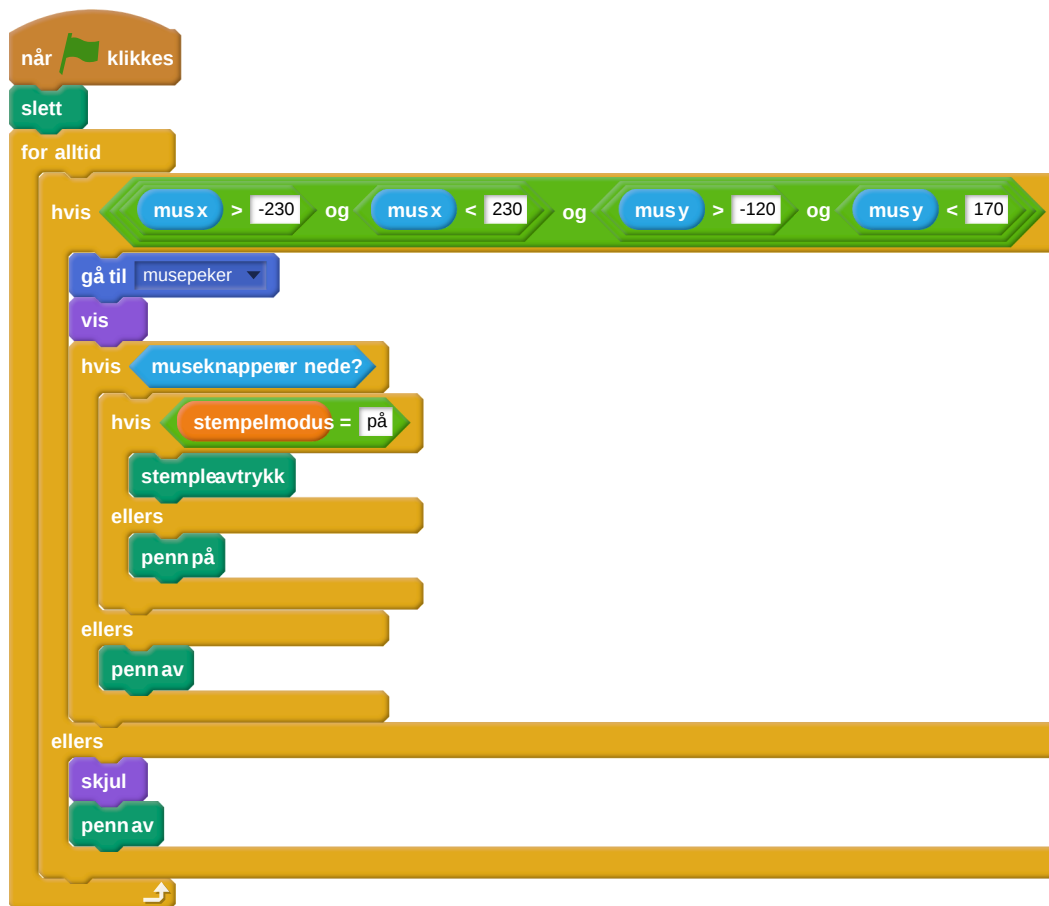 når klikkes
slett
for alltid
hvis mus x > -230 og mus x < 230 og mus y > -120 og mus y < 170
gå til musepeker
vis
hvis museknappen er nede?
hvis stempelmodus = på
stemple avtrykk
ellers
penn på
ellers
penn av
ellers
skjul
penn av